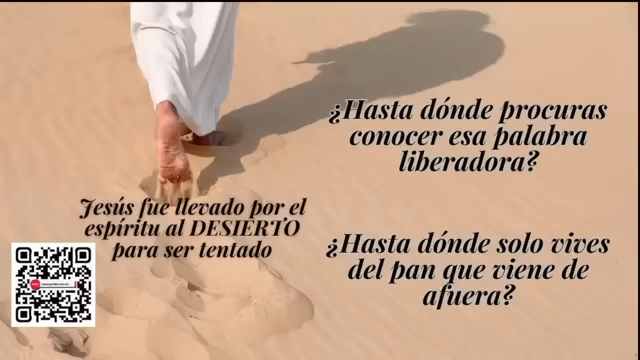 ¿Hasta dónde procuras
conocer esa palabra
liberadora?
Jesús fue llevado por el
espíritu al DESIERTO
para ser tentado
¿Hasta dónde solo vives
del pan que viene de
afuera?